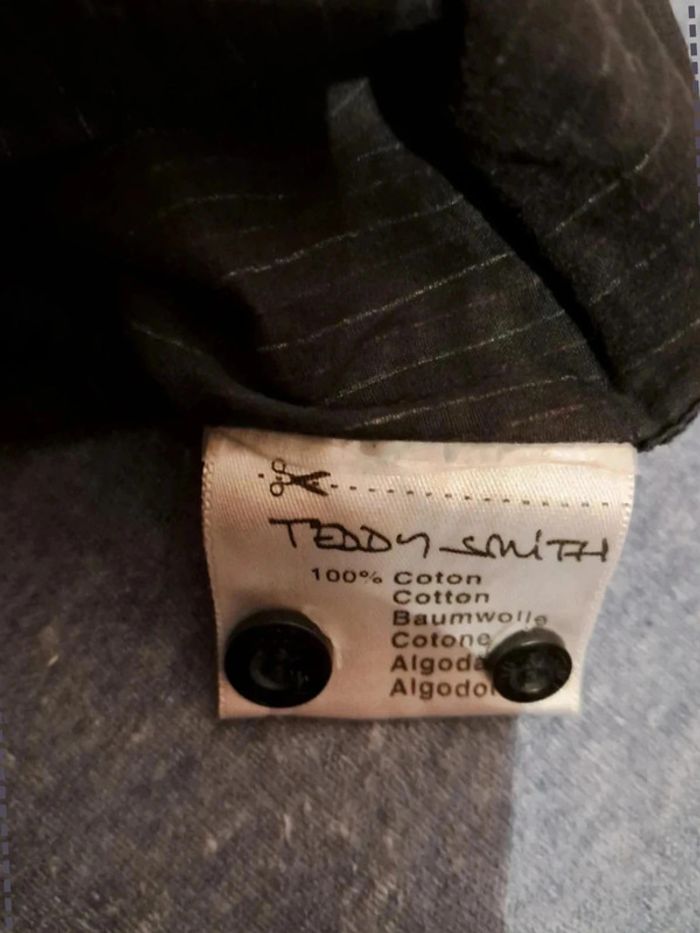 TEDDY SMITH
100% Coton
Cotton
Baumwolle
Cotone